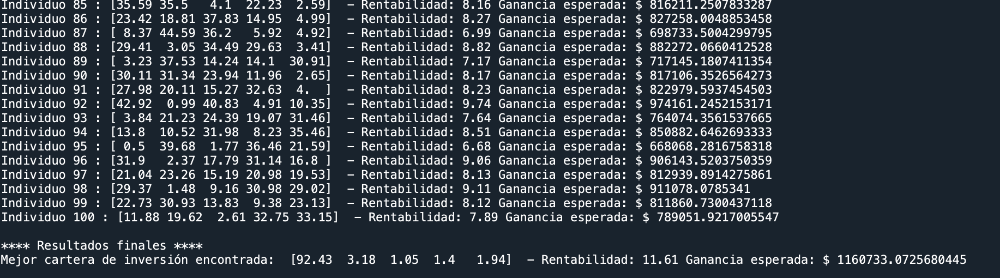 Individuo 85 : [35.59 35.5   4.1  22.23  2.59]  - Rentabilidad: 8.16 Ganancia esperada: $ 816211.2507833287
Individuo 86 : [23.42 18.81 37.83 14.95  4.99]  - Rentabilidad: 8.27 Ganancia esperada: $ 827258.0048853458
Individuo 87 : [ 8.37 44.59 36.2   5.92  4.92]  - Rentabilidad: 6.99 Ganancia esperada: $ 698733.5004299795
Individuo 88 : [29.41  3.05 34.49 29.63  3.41]  - Rentabilidad: 8.82 Ganancia esperada: $ 882272.0660412528
Individuo 89 : [ 3.23 37.53 14.24 14.1  30.91]  - Rentabilidad: 7.17 Ganancia esperada: $ 717145.1807411354
Individuo 90 : [30.11 31.34 23.94 11.96  2.65]  - Rentabilidad: 8.17 Ganancia esperada: $ 817106.3526564273
Individuo 91 : [27.98 20.11 15.27 32.63  4.  ]  - Rentabilidad: 8.23 Ganancia esperada: $ 822979.5937454503
Individuo 92 : [42.92  0.99 40.83  4.91 10.35]  - Rentabilidad: 9.74 Ganancia esperada: $ 974161.2452153171
Individuo 93 : [ 3.84 21.23 24.39 19.07 31.46]  - Rentabilidad: 7.64 Ganancia esperada: $ 764074.3561537665
Individuo 94 : [13.8  10.52 31.98  8.23 35.46]  - Rentabilidad: 8.51 Ganancia esperada: $ 850882.6462693333
Individuo 95 : [ 0.5  39.68  1.77 36.46 21.59]  - Rentabilidad: 6.68 Ganancia esperada: $ 668068.2816758318
Individuo 96 : [31.9   2.37 17.79 31.14 16.8 ]  - Rentabilidad: 9.06 Ganancia esperada: $ 906143.5203750359
Individuo 97 : [21.04 23.26 15.19 20.98 19.53]  - Rentabilidad: 8.13 Ganancia esperada: $ 812939.8914275861
Individuo 98 : [29.37  1.48  9.16 30.98 29.02]  - Rentabilidad: 9.11 Ganancia esperada: $ 911078.0785341
Individuo 99 : [22.73 30.93 13.83  9.38 23.13]  - Rentabilidad: 8.12 Ganancia esperada: $ 811860.7300437118
Individuo 100 : [11.88 19.62  2.61 32.75 33.15]  - Rentabilidad: 7.89 Ganancia esperada: $ 789051.9217005547
**** Resultados finales ****
Mejor cartera de inversión encontrada:  [92.43  3.18  1.05  1.4   1.94]  - Rentabilidad: 11.61 Ganancia esperada: $ 1160733.0725680445